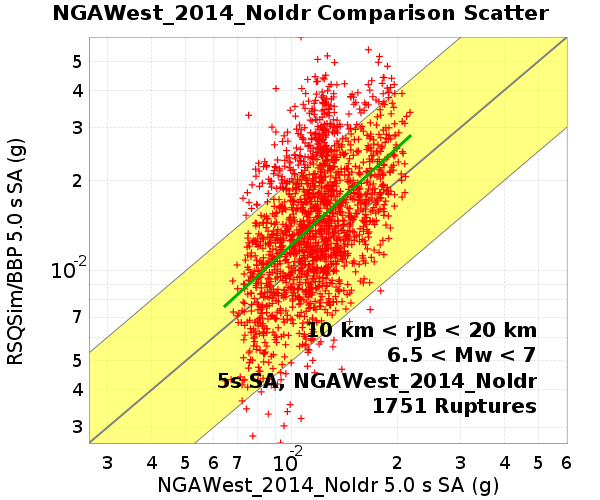 NGAWest_2014_NoIdr Comparison Scatter
RSQSim/BBP 5.0 s SA (g)
5
4
3
2
10-2
7
5
4
3
10 km < rJB < 20 km
6.5 < Mw < 7
5s SA, NGAWest_2014_NoIdr
1751 Ruptures
3 4 5 6 7 10-2 2 3 4 5 6
NGAWest_2014_NoIdr 5.0 s SA (g)